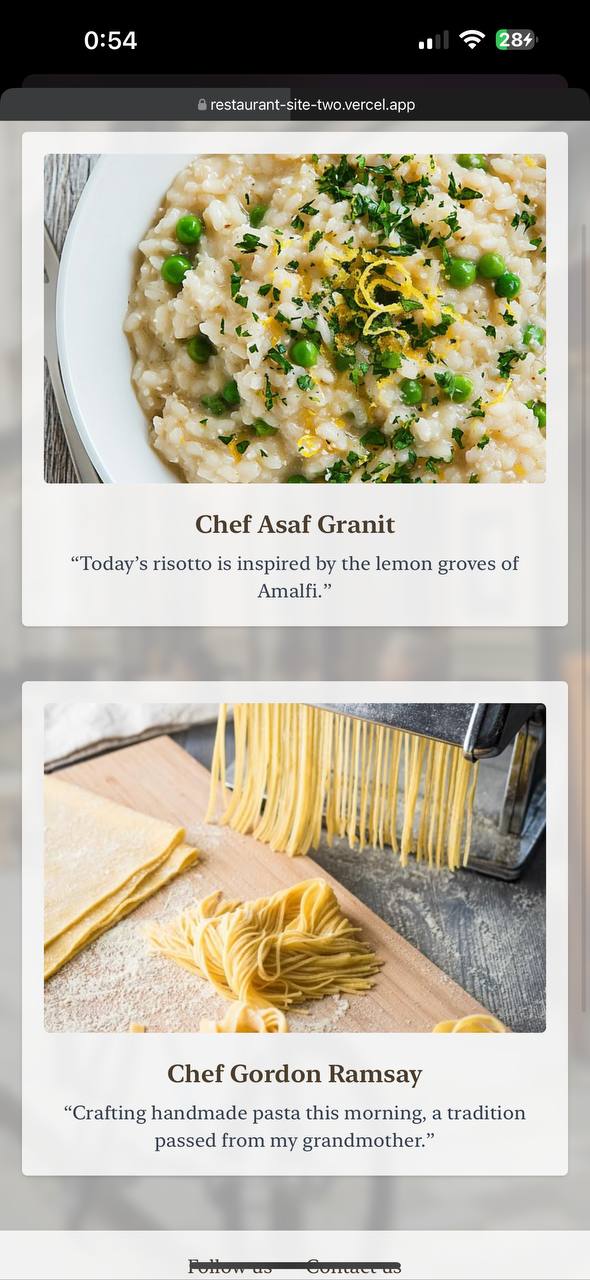 0:54
28
restaurant-site-two.vercel.app
Chef Asaf Granit
“Today’s risotto is inspired by the lemon groves of
Amalfi.”
Chef Gordon Ramsay
“Crafting handmade pasta this morning, a tradition
passed from my grandmother.”
Follow us Contact us